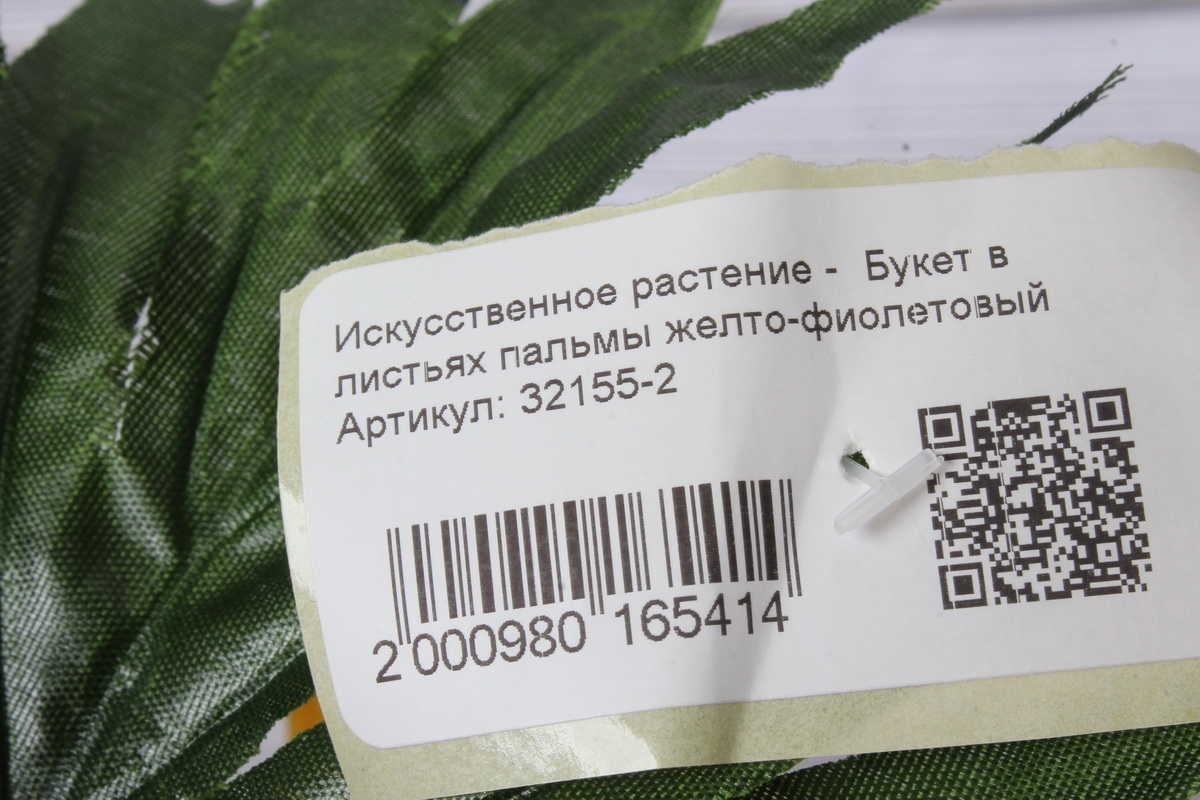 Искусственное растение - Букет в
листьях пальмы желто-фиолетовый
Артикул: 32155-2
2 000980 165414